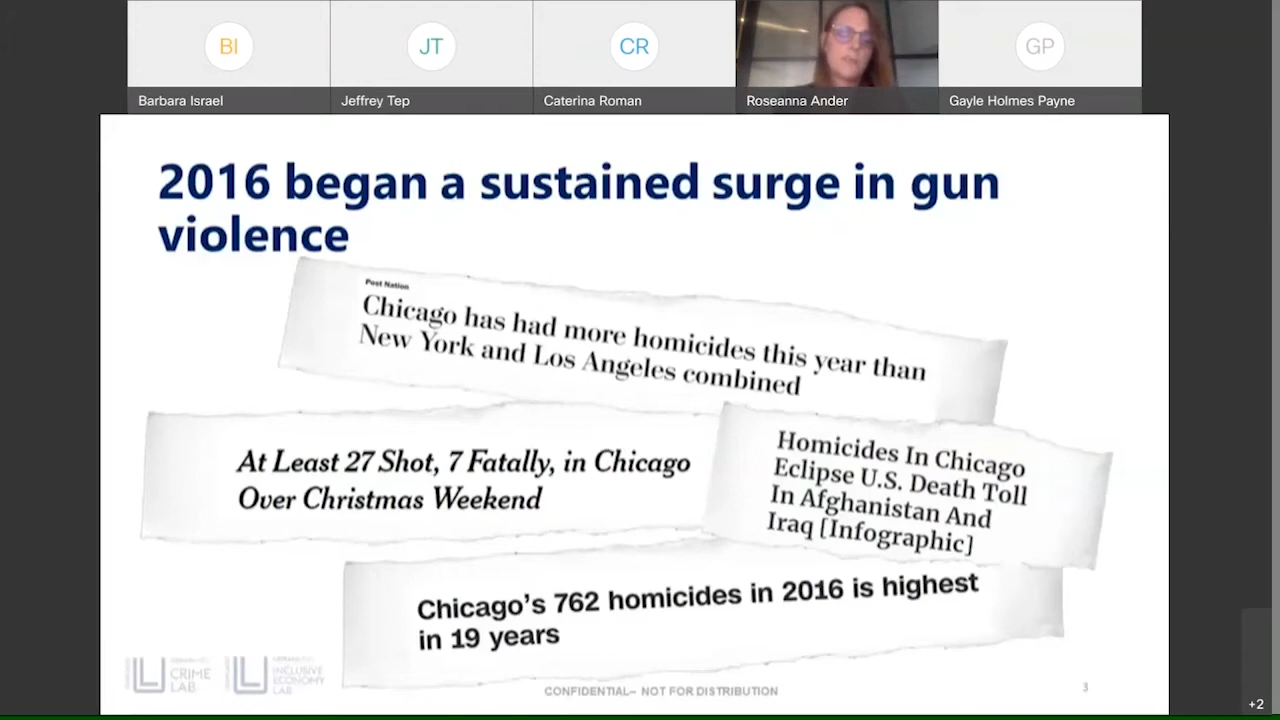 BI
JT
CR
GP
Barbara Israel
Jeffrey Tep
Caterina Roman
Roseanna Ander
Gayle Holmes Payne
2016 began a sustained surge in gun
violence
Post Nation
Chicago has had more homicides this year than
New York and Los Angeles combined
At Least 27 Shot, 7 Fatally, in Chicago
Over Christmas Weekend
Homicides In Chicago
Eclipse U.S. Death Toll
In Afghanistan And
Iraq [Infographic]
Chicago's 762 homicides in 2016 is highest
in 19 years
CRIME
LAB
INCLUSIVE
ECONOMY
LAB
CONFIDENTIAL– NOT FOR DISTRIBUTION
3
+2